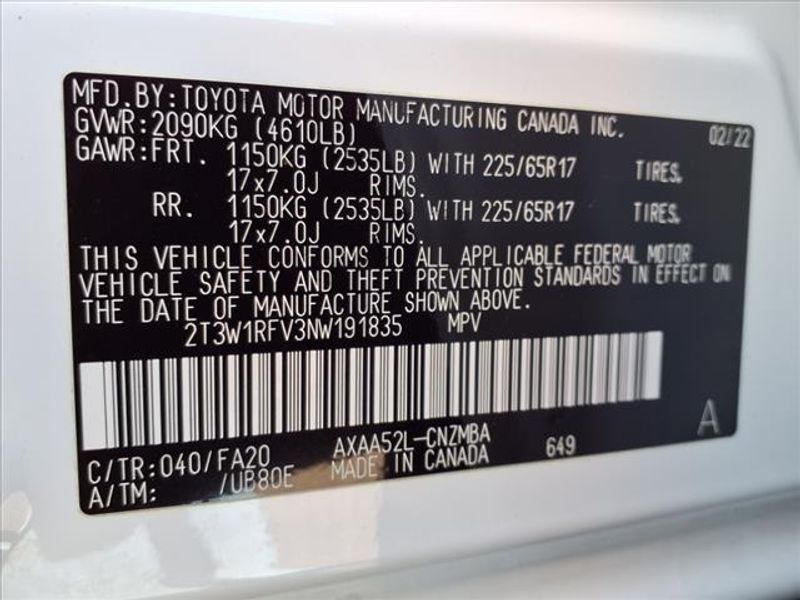 MFD.BY:TOYOTA MOTOR MANUFACTURING CANADA INC. 02/22
GVWR:2090KG (4610LB)
GAWR:FRT. 1150KG (2535LB) WITH 225/65R17 TIRES,
17x7.0J RIMS.
RR. 1150KG (2535LB) WITH 225/65R17 TIRES,
17x7.0J RIMS.
THIS VEHICLE CONFORMS TO ALL APPLICABLE FEDERAL MOTOR
VEHICLE SAFETY AND THEFT PREVENTION STANDARDS IN EFFECT ON
THE DATE OF MANUFACTURE SHOWN ABOVE.
2T3W1RFV3NW191835 MPV
A
C/TR:040/FA20 AXAA52L-CNZMBA 649
A/TM: /UB80E MADE IN CANADA